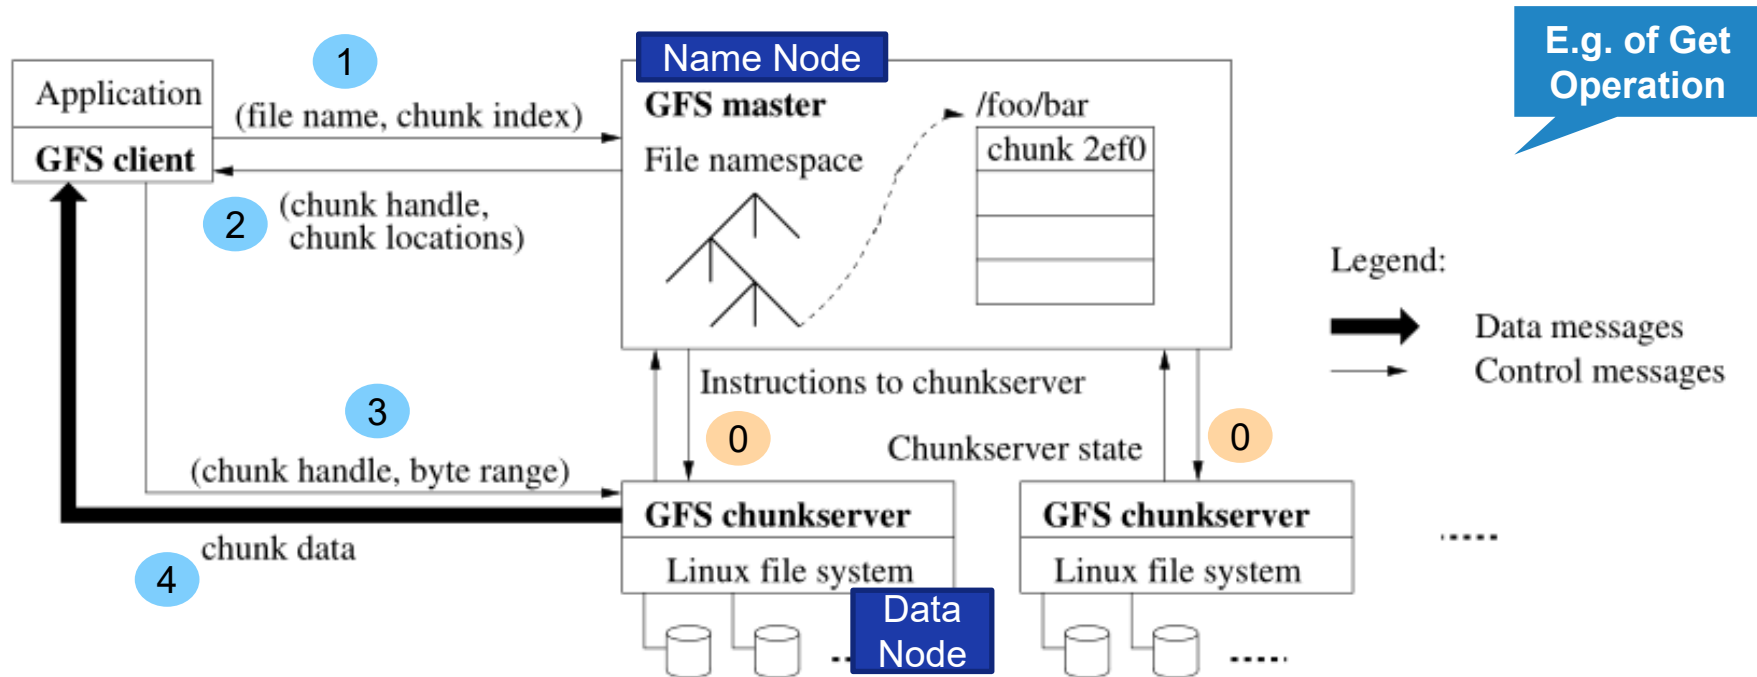 E.g. of Get
Operation
1
Name Node
Application
(file name, chunk index)
GFS client
2
(chunk handle,
chunk locations)
GFS master
File namespace
/foo/bar
chunk 2ef0
Legend:
Data messages
Control messages
Instructions to chunkserver
3
0
Chunkserver state
0
(chunk handle, byte range)
GFS chunkserver
Linux file system
GFS chunkserver
Linux file system
chunk data
4
Data
Node